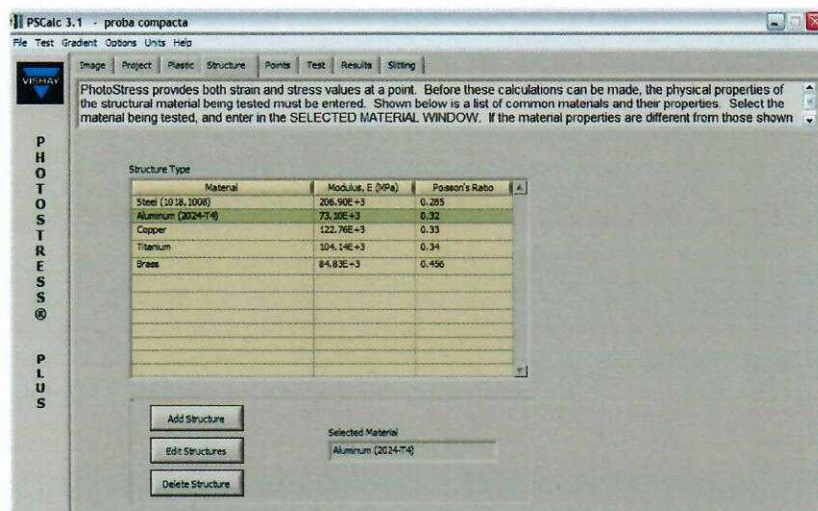 PSCalc 3.1 - proba compacta
File Test Gradient Options Units Help
Image Project Plastic Structure Points Test Results Slitting
VISHAY
PhotoStress provides both strain and stress values at a point. Before these calculations can be made, the physical properties of
the structural material being tested must be entered. Shown below is a list of common materials and their properties. Select the
material being tested, and enter in the SELECTED MATERIAL WINDOW. If the material properties are different from those shown
PHOTOSTRESS® PLUS
Structure Type
Material Modulus, E (MPa) Poisson's Ratio
Steel (1018,1008) 206.90E+3 0.285
Aluminum (2024-T4) 73.10E+3 0.32
Copper 122.76E+3 0.33
Titanium 104.14E+3 0.34
Brass 84.83E+3 0.456
Add Structure
Edit Structures
Delete Structure
Selected Material
Aluminum (2024-T4)